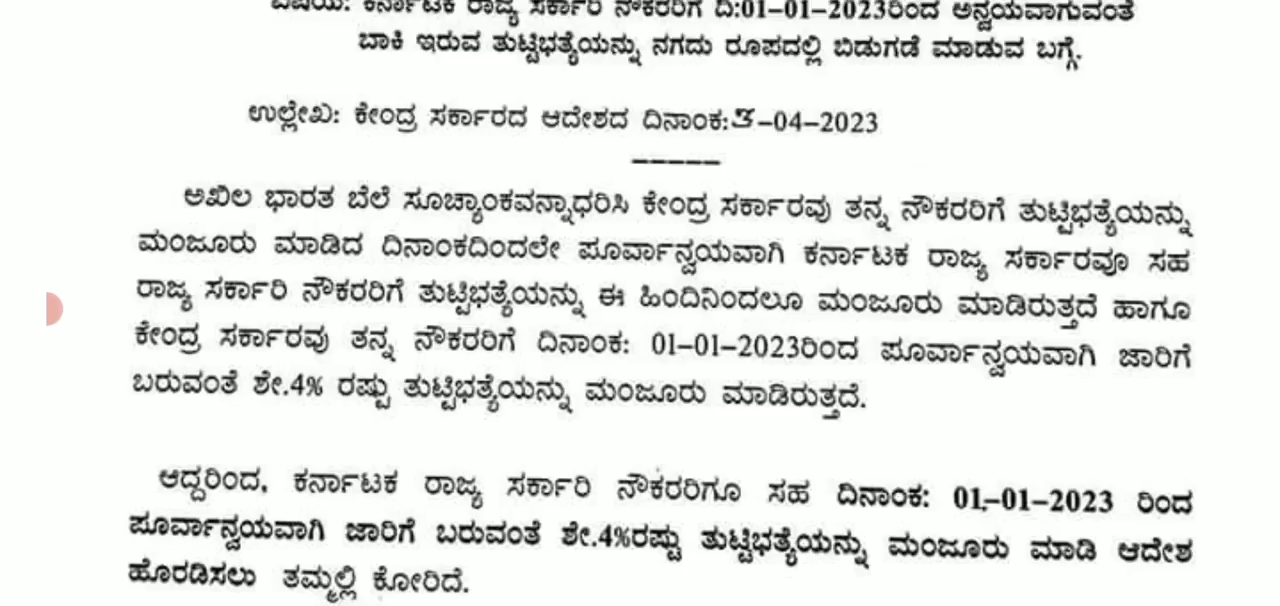 ವಿಷಯ: ಕರ್ನಾಟಕ ರಾಜ್ಯ ಸರ್ಕಾರಿ ನೌಕರರಿಗೆ ದಿ:01-01-2023ರಿಂದ ಅನ್ವಯವಾಗುವಂತೆ
ಬಾಕಿ ಇರುವ ತುಟ್ಟಿಭತ್ಯೆಯನ್ನು ನಗದು ರೂಪದಲ್ಲಿ ಬಿಡುಗಡೆ ಮಾಡುವ ಬಗ್ಗೆ.
ಉಲ್ಲೇಖ: ಕೇಂದ್ರ ಸರ್ಕಾರದ ಆದೇಶದ ದಿನಾಂಕ:3-04-2023
-----
ಅಖಿಲ ಭಾರತ ಬೆಲೆ ಸೂಚ್ಯಾಂಕವನ್ನಾಧರಿಸಿ ಕೇಂದ್ರ ಸರ್ಕಾರವು ತನ್ನ ನೌಕರರಿಗೆ ತುಟ್ಟಿಭತ್ಯೆಯನ್ನು
ಮಂಜೂರು ಮಾಡಿದ ದಿನಾಂಕದಿಂದಲೇ ಪೂರ್ವಾನ್ವಯವಾಗಿ ಕರ್ನಾಟಕ ರಾಜ್ಯ ಸರ್ಕಾರವೂ ಸಹ
ರಾಜ್ಯ ಸರ್ಕಾರಿ ನೌಕರರಿಗೆ ತುಟ್ಟಿಭತ್ಯೆಯನ್ನು ಈ ಹಿಂದಿನಿಂದಲೂ ಮಂಜೂರು ಮಾಡಿರುತ್ತದೆ ಹಾಗೂ
ಕೇಂದ್ರ ಸರ್ಕಾರವು ತನ್ನ ನೌಕರರಿಗೆ ದಿನಾಂಕ: 01-01-2023ರಿಂದ ಪೂರ್ವಾನ್ವಯವಾಗಿ ಜಾರಿಗೆ
ಬರುವಂತೆ ಶೇ.4% ರಷ್ಟು ತುಟ್ಟಿಭತ್ಯೆಯನ್ನು ಮಂಜೂರು ಮಾಡಿರುತ್ತದೆ.
ಆದ್ದರಿಂದ, ಕರ್ನಾಟಕ ರಾಜ್ಯ ಸರ್ಕಾರಿ ನೌಕರರಿಗೂ ಸಹ ದಿನಾಂಕ: 01-01-2023 ರಿಂದ
ಪೂರ್ವಾನ್ವಯವಾಗಿ ಜಾರಿಗೆ ಬರುವಂತೆ ಶೇ.4%ರಷ್ಟು ತುಟ್ಟಿಭತ್ಯೆಯನ್ನು ಮಂಜೂರು ಮಾಡಿ ಆದೇಶ
ಹೊರಡಿಸಲು ತಮ್ಮಲ್ಲಿ ಕೋರಿದೆ.